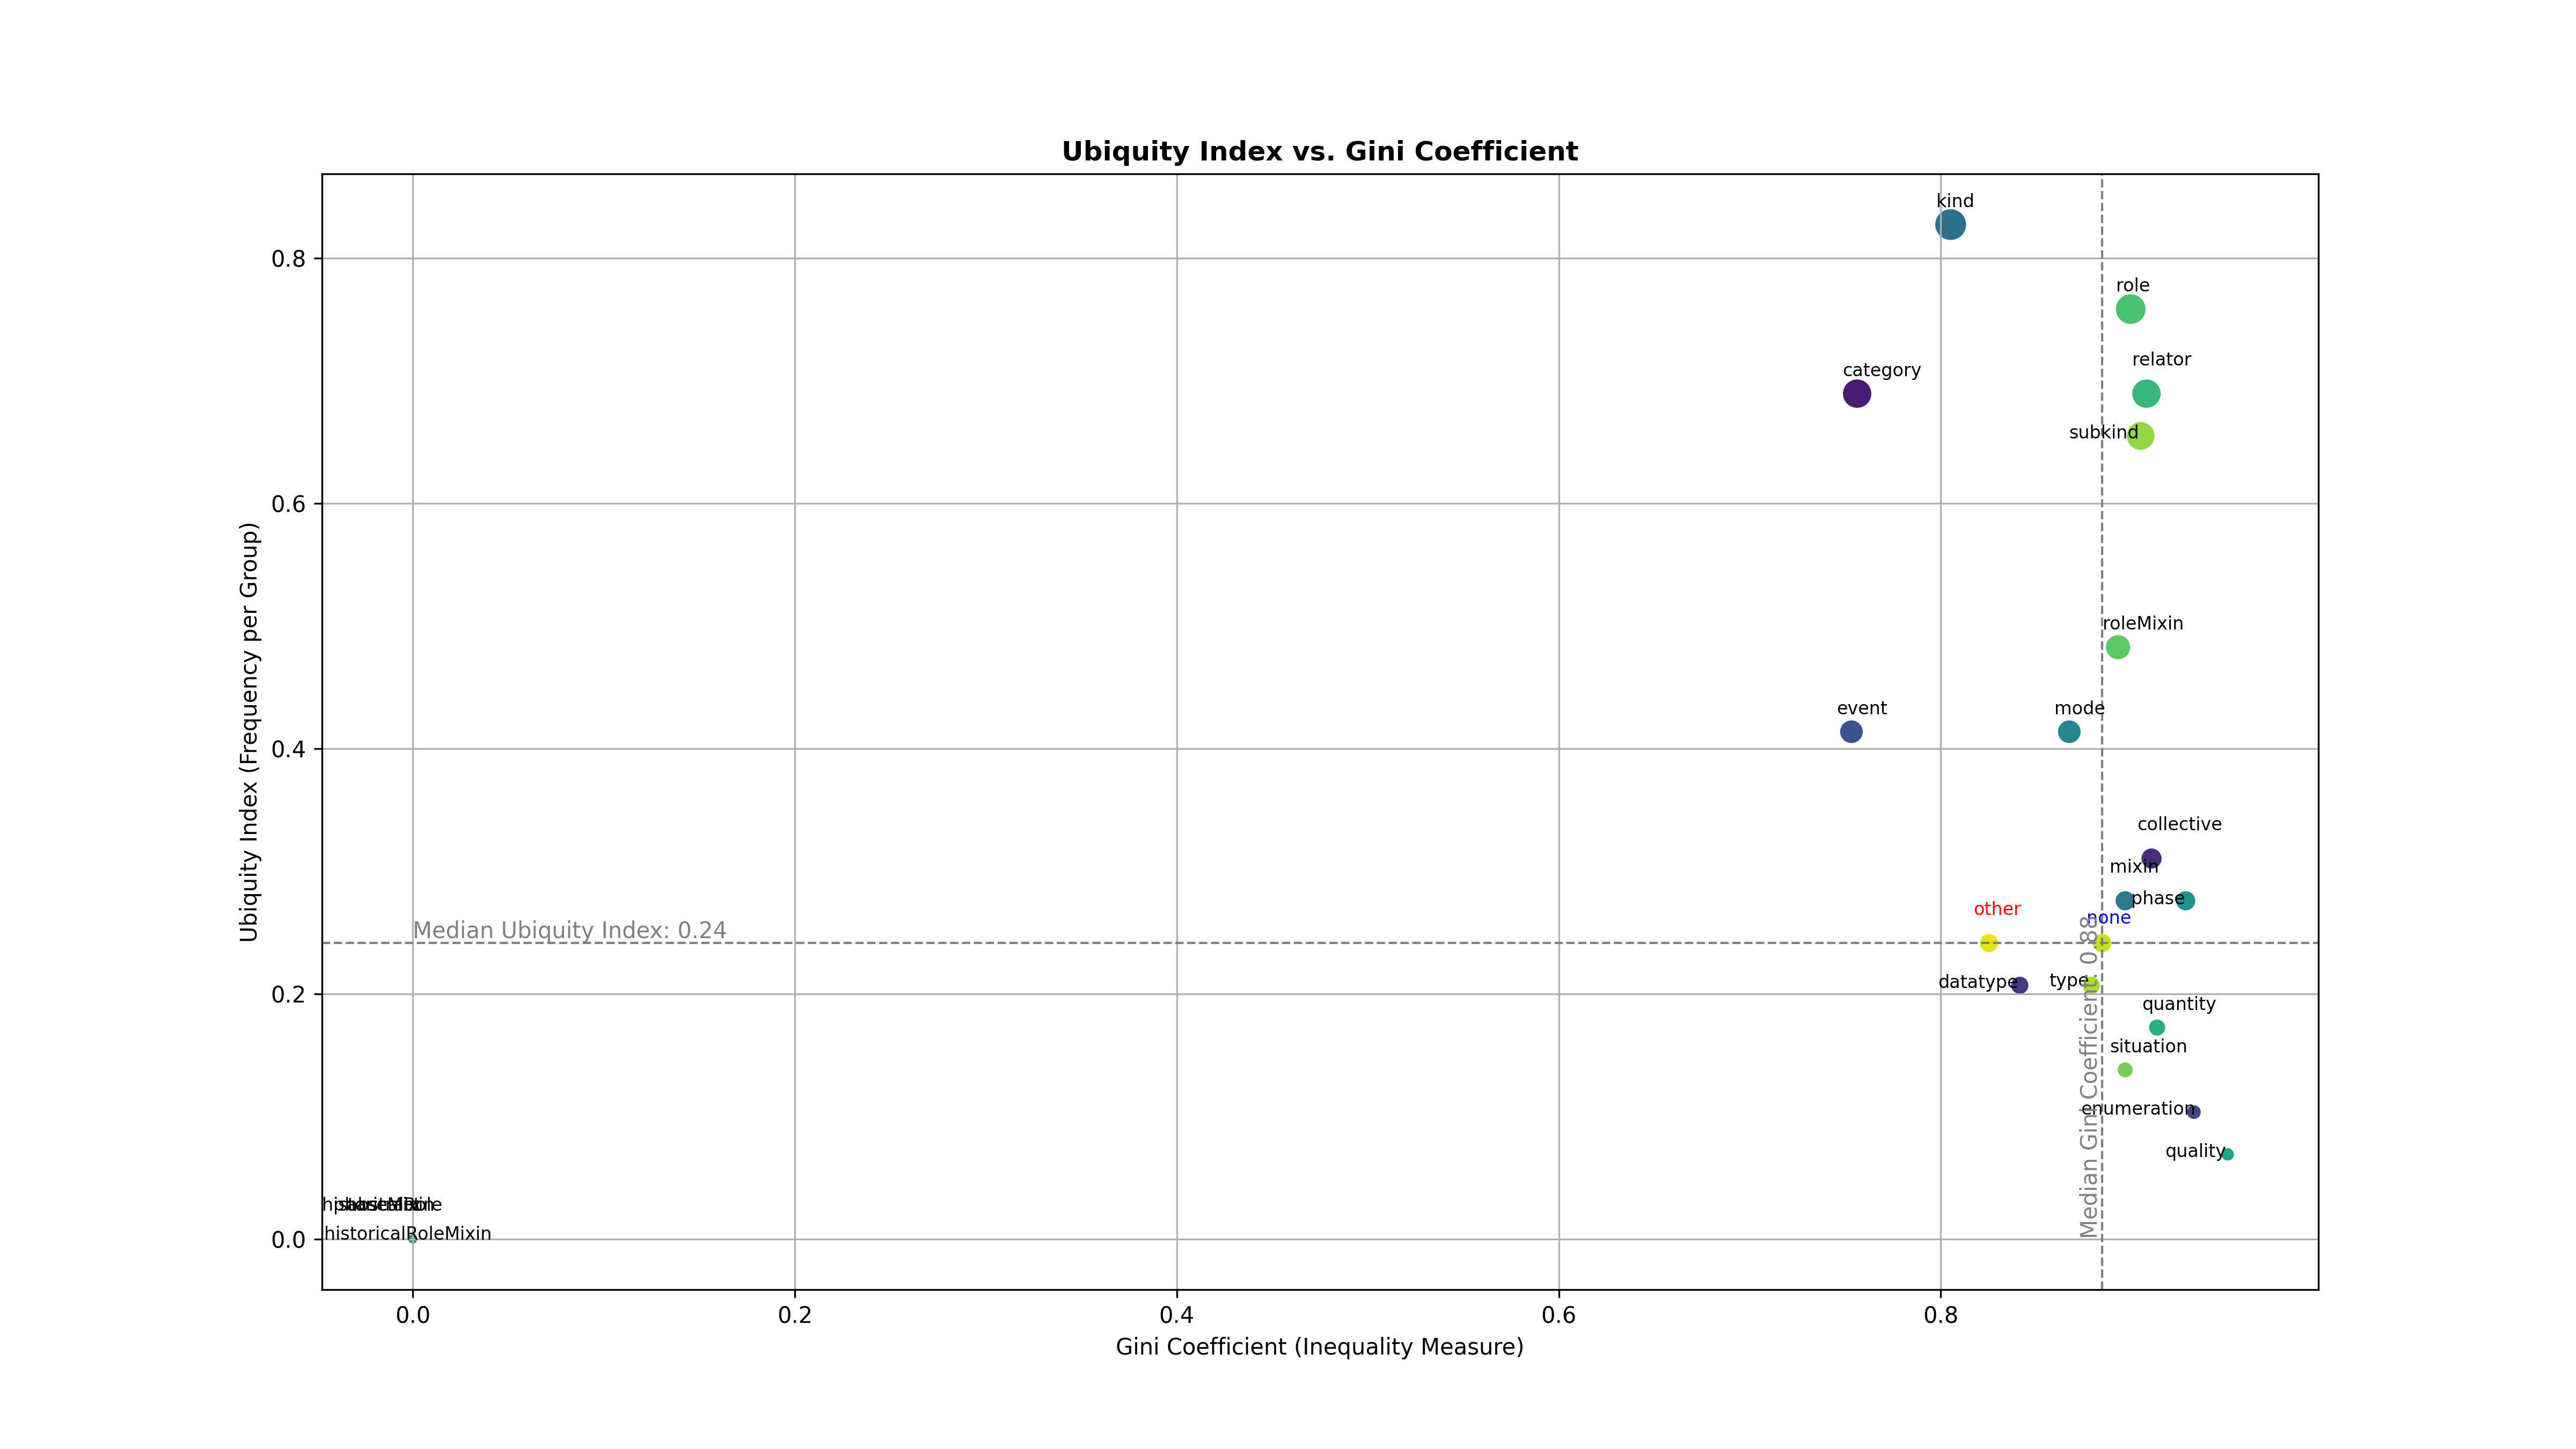 Ubiquity Index vs. Gini Coefficient
kind
0.8
role
relator
category
subkind
0.6
roleMixin
event
mode
0.4
collective
mixin
phase
other
none
Median Ubiquity Index: 0.24
datatype
type
0.2
quantity
situation
enumeration
quality
Median Gini Coefficient: 0.88
historicalRoleMixin
0.0
0.0
0.2
0.4
0.6
0.8
Gini Coefficient (Inequality Measure)
Ubiquity Index (Frequency per Group)